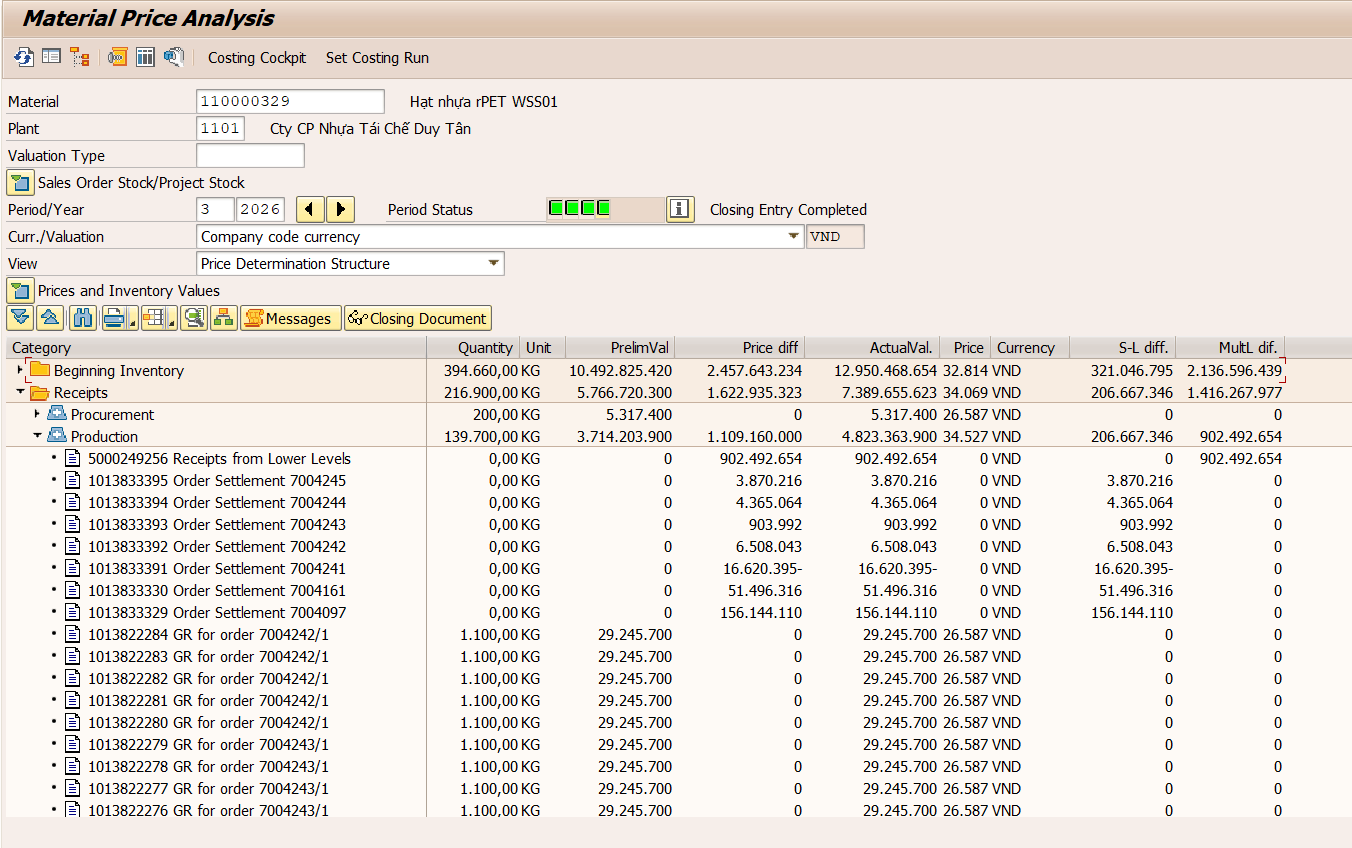 Material Price Analysis
Costing Cockpit Set Costing Run
Material 110000329 Hạt nhựa rPET WSS01
Plant 1101 Cty CP Nhựa Tái Chế Duy Tân
Valuation Type
Sales Order Stock/Project Stock
Period/Year 3 2026 Period Status Closing Entry Completed
Curr./Valuation Company code currency VND
View Price Determination Structure
Prices and Inventory Values
Messages Closing Document
Category Quantity Unit PrelimVal Price diff ActualVal. Price Currency S-L diff. MultL dif.
Beginning Inventory 394.660,00 KG 10.492.825.420 2.457.643.234 12.950.468.654 32.814 VND 321.046.795 2.136.596.439
Receipts 216.900,00 KG 5.766.720.300 1.622.935.323 7.389.655.623 34.069 VND 206.667.346 1.416.267.977
Procurement 200,00 KG 5.317.400 0 5.317.400 26.587 VND 0 0
Production 139.700,00 KG 3.714.203.900 1.109.160.000 4.823.363.900 34.527 VND 206.667.346 902.492.654
5000249256 Receipts from Lower Levels 0,00 KG 0 902.492.654 902.492.654 0 VND 0 902.492.654
1013833395 Order Settlement 7004245 0,00 KG 0 3.870.216 3.870.216 0 VND 3.870.216 0
1013833394 Order Settlement 7004244 0,00 KG 0 4.365.064 4.365.064 0 VND 4.365.064 0
1013833393 Order Settlement 7004243 0,00 KG 0 903.992 903.992 0 VND 903.992 0
1013833392 Order Settlement 7004242 0,00 KG 0 6.508.043 6.508.043 0 VND 6.508.043 0
1013833391 Order Settlement 7004241 0,00 KG 0 16.620.395- 16.620.395- 0 VND 16.620.395- 0
1013833330 Order Settlement 7004161 0,00 KG 0 51.496.316 51.496.316 0 VND 51.496.316 0
1013833329 Order Settlement 7004097 0,00 KG 0 156.144.110 156.144.110 0 VND 156.144.110 0
1013822284 GR for order 7004242/1 1.100,00 KG 29.245.700 0 29.245.700 26.587 VND 0 0
1013822283 GR for order 7004242/1 1.100,00 KG 29.245.700 0 29.245.700 26.587 VND 0 0
1013822282 GR for order 7004242/1 1.100,00 KG 29.245.700 0 29.245.700 26.587 VND 0 0
1013822281 GR for order 7004242/1 1.100,00 KG 29.245.700 0 29.245.700 26.587 VND 0 0
1013822280 GR for order 7004242/1 1.100,00 KG 29.245.700 0 29.245.700 26.587 VND 0 0
1013822279 GR for order 7004243/1 1.100,00 KG 29.245.700 0 29.245.700 26.587 VND 0 0
1013822278 GR for order 7004243/1 1.100,00 KG 29.245.700 0 29.245.700 26.587 VND 0 0
1013822277 GR for order 7004243/1 1.100,00 KG 29.245.700 0 29.245.700 26.587 VND 0 0
1013822276 GR for order 7004243/1 1.100,00 KG 29.245.700 0 29.245.700 26.587 VND 0 0